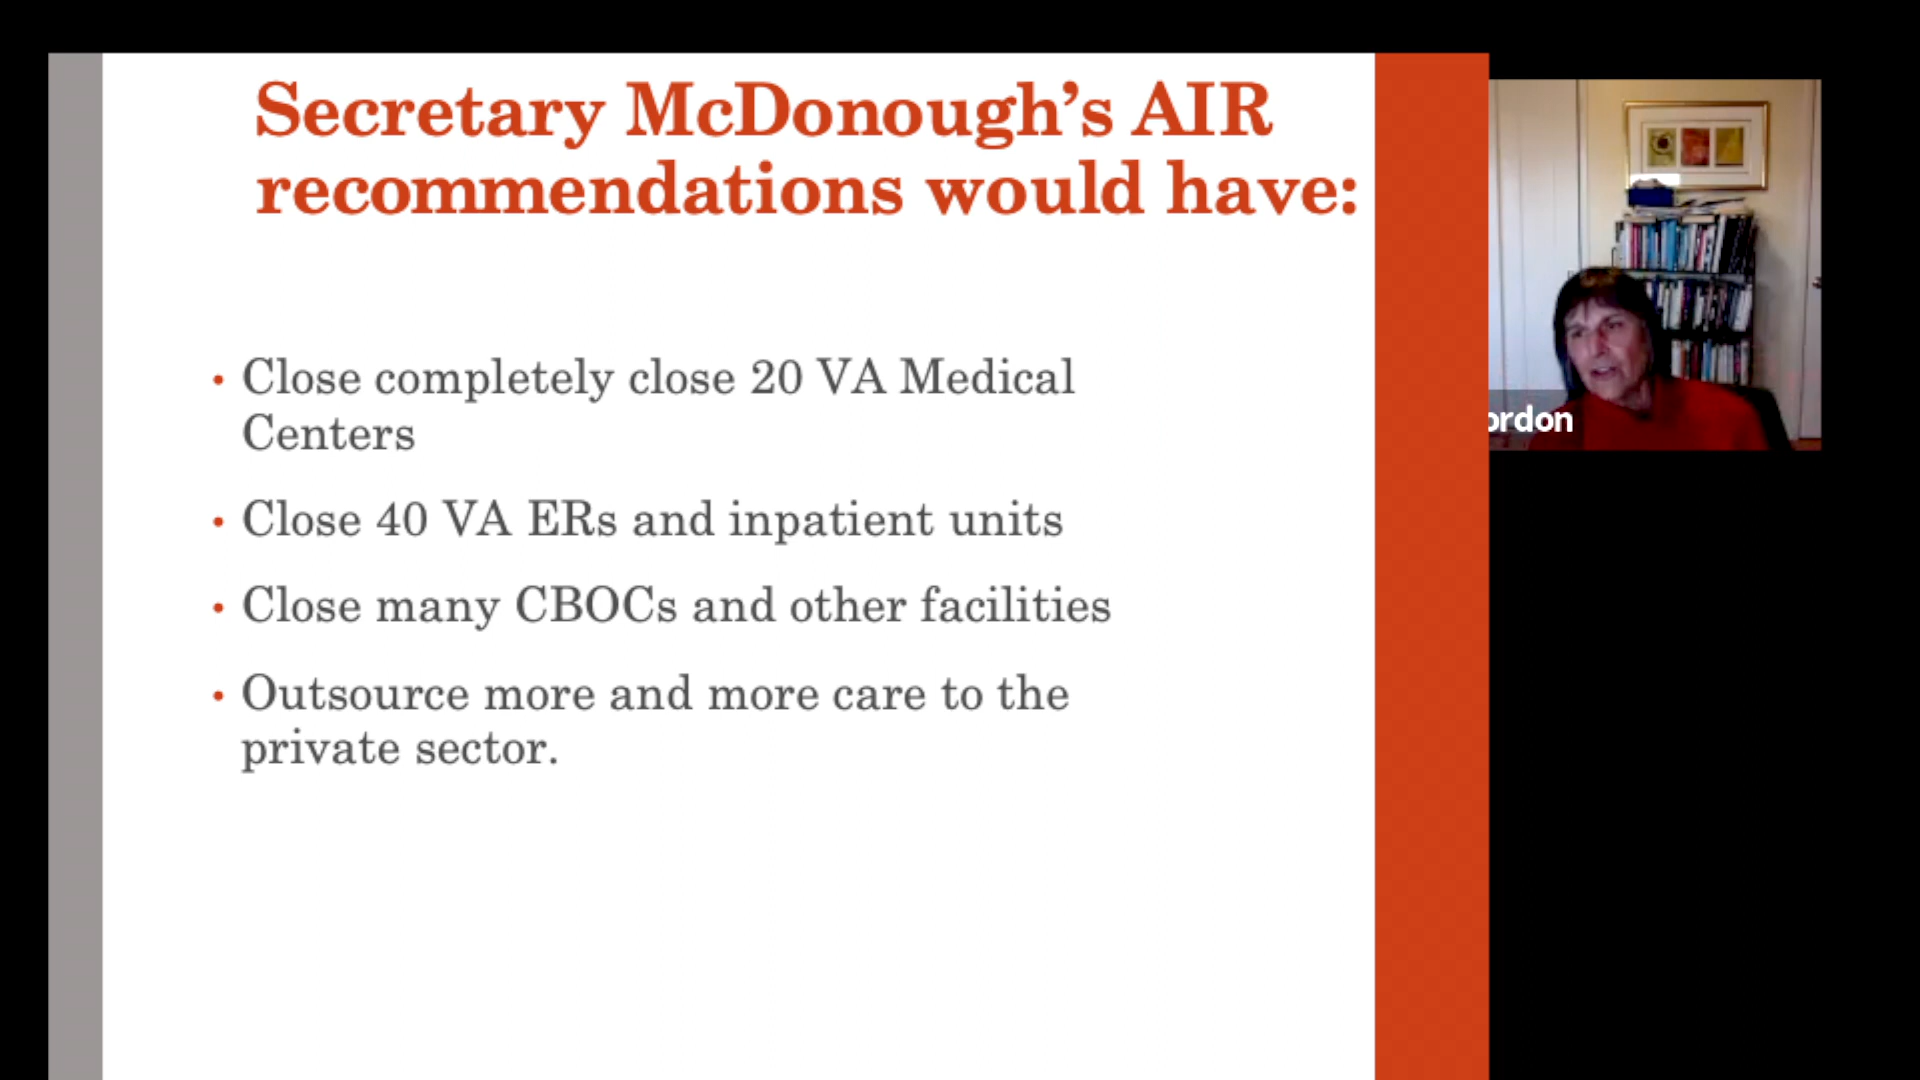 Secretary McDonough's AIR
recommendations would have:
• Close completely close 20 VA Medical
Centers
• Close 40 VA ERs and inpatient units
• Close many CBOCs and other facilities
• Outsource more and more care to the
private sector.
ordon